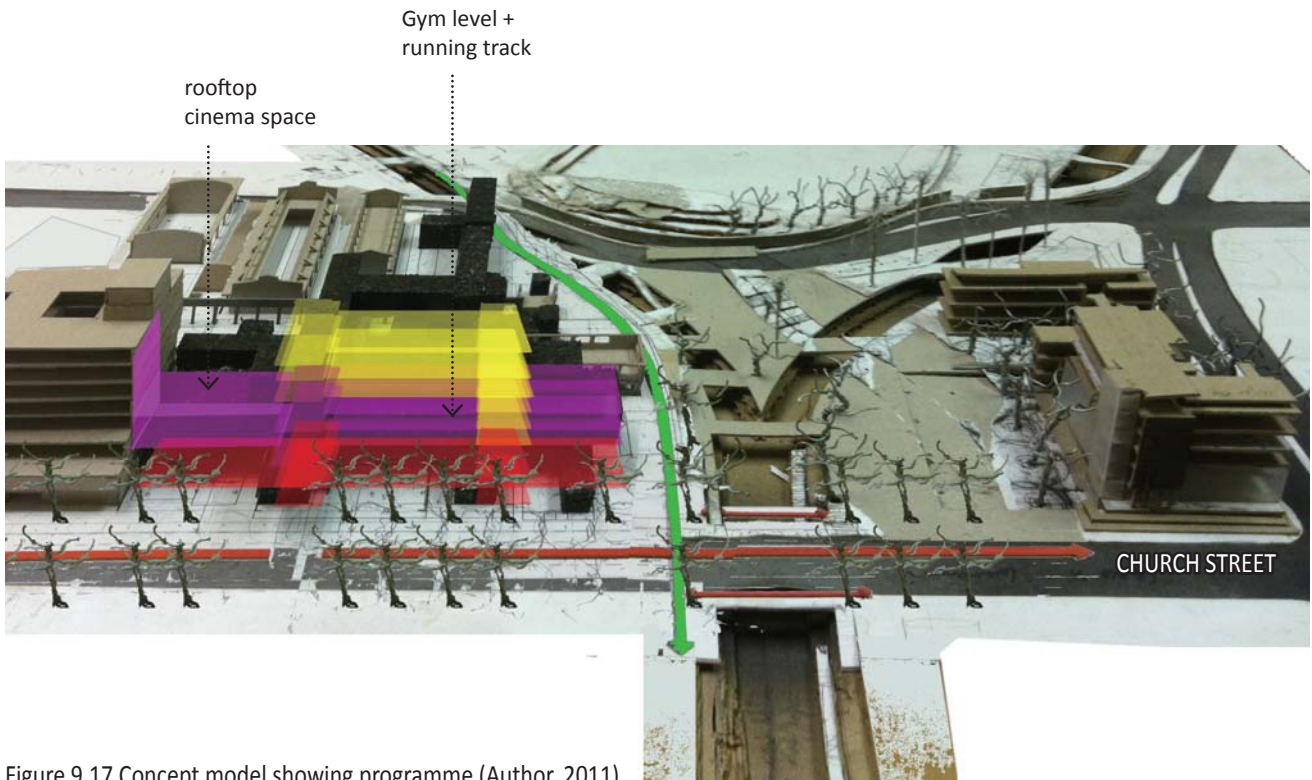 Gym level +
running track
rooftop
cinema space
CHURCH STREET
Figure 9.17 Concept model showing programme (Author, 2011)